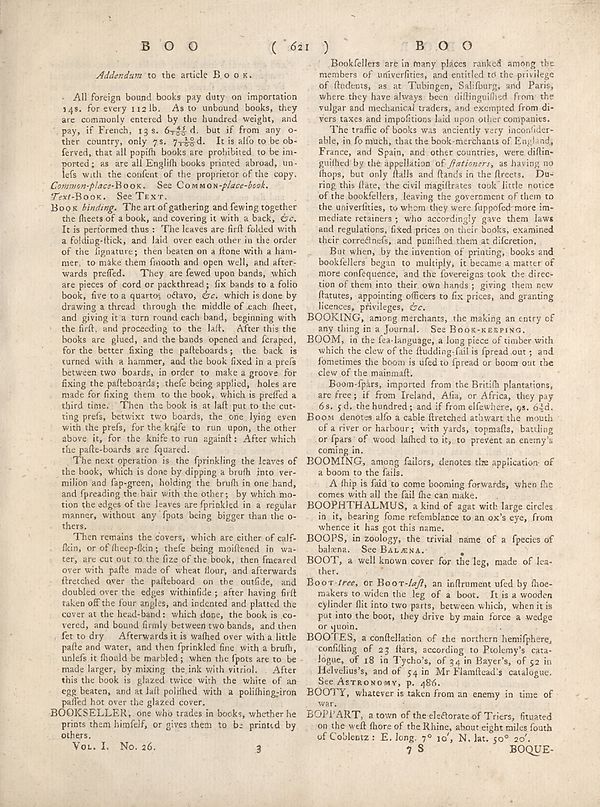 B O O ( 621 ) B O O
Addendum to the article B o o k.
All foreign bound books pay duty on importation
14s. for every 112 lb. As to unbound books, they
are commonly entered by the hundred weight, and
pay, if French, 13 s. d. but if from any o-
ther country, only 7s. d. It is alſo to be ob-
ſerved, that all popiſh books are prohibited to be im-
ported; as are all Engliſh books printed abroad, un-
leſs with the conſent of the proprietor of the copy.
Common-place-Book. See Common-place-book.
Text-Book. See Text.
Book binding. The art of gathering and ſewing together
the ſheets of a book, and covering it with a back, &c.
It is performed thus: The leaves are firſt folded with
a folding-ſtick, and laid over each other in the order
of the ſignature; then beaten on a ſtone with a ham-
mer, to make them ſmooth and open well, and after-
wards preſſed. They are ſewed upon bands, which
are pieces of cord or packthread; ſix bands to a folio
book, five to a quarto, octavo, &c. which is done by
drawing a thread through the middle of each ſheet,
and giving it a turn round each band, beginning with
the firſt, and proceeding to the laſt. After this the
books are glued, and the bands opened and ſcraped,
for the better fixing the paſteboards; the back is
turned with a hammer, and the book fixed in a preſs
between two boards, in order to make a groove for
fixing the paſteboards; theſe being applied, holes are
made for fixing them to the book, which is preſſed a
third time. Then the book is at laſt put to the cut-
ting preſs, betwixt two boards, the one lying even
with the preſs, for the knife to run upon, the other
above it, for the knife to run againſt: After which
the paſte-boards are ſquared.
The next operation is the ſprinkling the leaves of
the book, which is done by dipping a bruſh into ver-
milion and ſap-green, holding the bruſh in one hand,
and ſpreading the hair with the other; by which mo-
tion the edges of the leaves are ſprinkled in a regular
manner, without any ſpots being bigger than the o-
thers.
Then remains the covers, which are either of calf-
ſkin, or of ſheep-ſkin; theſe being moiſtened in wa-
ter, are cut out to the ſize of the book, then ſmeared
over with paſte made of wheat flour, and afterwards
ſtretched over the paſteboard on the outſide, and
doubled over the edges withinſide; after having firſt
taken off the four angles, and indented and platted the
cover at the head-band: which done, the book is co-
vered, and bound firmly between two bands, and then
ſet to dry Afterwards it is waſhed over with a little
paſte and water, and then ſprinkled fine with a bruſh,
unleſs it ſhould be marbled; when the ſpots are to be
made larger, by mixing the ink with vitriol. After
this the book is glazed twice with the white of an
egg beaten, and at laſt poliſhed with a poliſhing-iron
paſſed hot over the glazed cover.
BOOKSELLER, one who trades in books, whether he
prints them himſelf, or gives them to be printed by
others.
Vol. I. No. 26. 3
Bookſellers are in many places ranked among the
members of univerſities, and entitled to the privilege
of ſtudents, as at Tubingen, Saliſburg, and Paris,
where they have always been diſtinguiſhed from the
vulgar and mechanical traders, and exempted from di-
vers taxes and impoſitions laid upon other companies.
The traffic of books was anciently very inconſider-
able, in ſo much, that the book-merchants of England,
France, and Spain, and other countries, were diſtin-
guiſhed by the appellation of ſtationers, as having no
ſhops, but only ſtalls and ſtands in the ſtreets. Du-
ring this ſtate, the civil magiſtrates took little notice
of the bookſellers, leaving the government of them to
the univerſities, to whom they were ſuppoſed more im-
mediate retainers; who accordingly gave them laws
and regulations, fixed prices on their books, examined
their correctneſs, and puniſhed them at diſcretion,
But when, by the invention of printing, books and
bookſellers began to multiply, it became a matter of
more conſequence, and the ſovereigns took the direc-
tion of them into their own hands; giving them new
ſtatutes, appointing officers to fix prices, and granting
licences, privileges, &c.
BOOKING, among merchants, the making an entry of
any thing in a Journal. See Book-keeping.
BOOM, in the ſea-language, a long piece of timber with
which the clew of the ſtudding-ſail is ſpread out; and
ſometimes the boom is uſed to ſpread or boom out the
clew of the mainmaſt.
Boom-ſpars, imported from the Britiſh plantations,
are free; if from Ireland, Aſia, or Africa, they pay
6s. 5d. the hundred; and if from elſewhere, 9s. 6¾d.
Boom denotes alſo a cable ſtretched athwart the mouth
of a river or harbour; with yards, topmaſts, battling
or ſpars of wood laſhed to it, to prevent an enemy's
coming in.
BOOMING, among ſailors, denotes the application of
a boom to the ſails.
A ſhip is ſaid to come booming forwards, when ſhe
comes with all the ſail ſhe can make.
BOOPHTHALMUS, a kind of agat with large circles
in it, bearing ſome reſemblance to an ox's eye, from
whence it has got this name.
BOOPS, in zoology, the trivial name of a ſpecies of
balæna. See Balæna.
BOOT, a well known cover for the leg, made of lea-
ther.
Boot-tree, or Boot-laſt, an inſtrument uſed by ſhoe-
makers to widen the leg of a boot. It is a wooden
cylinder ſlit into two parts, between which, when it is
put into the boot, they drive by main force a wedge
or quoin.
BOOTES, a conſtellation of the northern hemiſphere,
conſiſting of 23 ſtars, according to Ptolemy's cata-
logue, of 18 in Tycho's, of 34 in Bayer's, of 52 in
Helvelius's, and of 54 in Mr Flamſtead's catalogue.
See Astronomy, p. 486.
BOOTY, whatever is taken from an enemy in time of
war.
BOPPART, a town of the electorate of Triers, ſituated
on the weſt ſhore of the Rhine, about eight miles ſouth
of Coblentz: E. long. 7° 10', N. lat. 50° 20'.
7 S BOQUE-